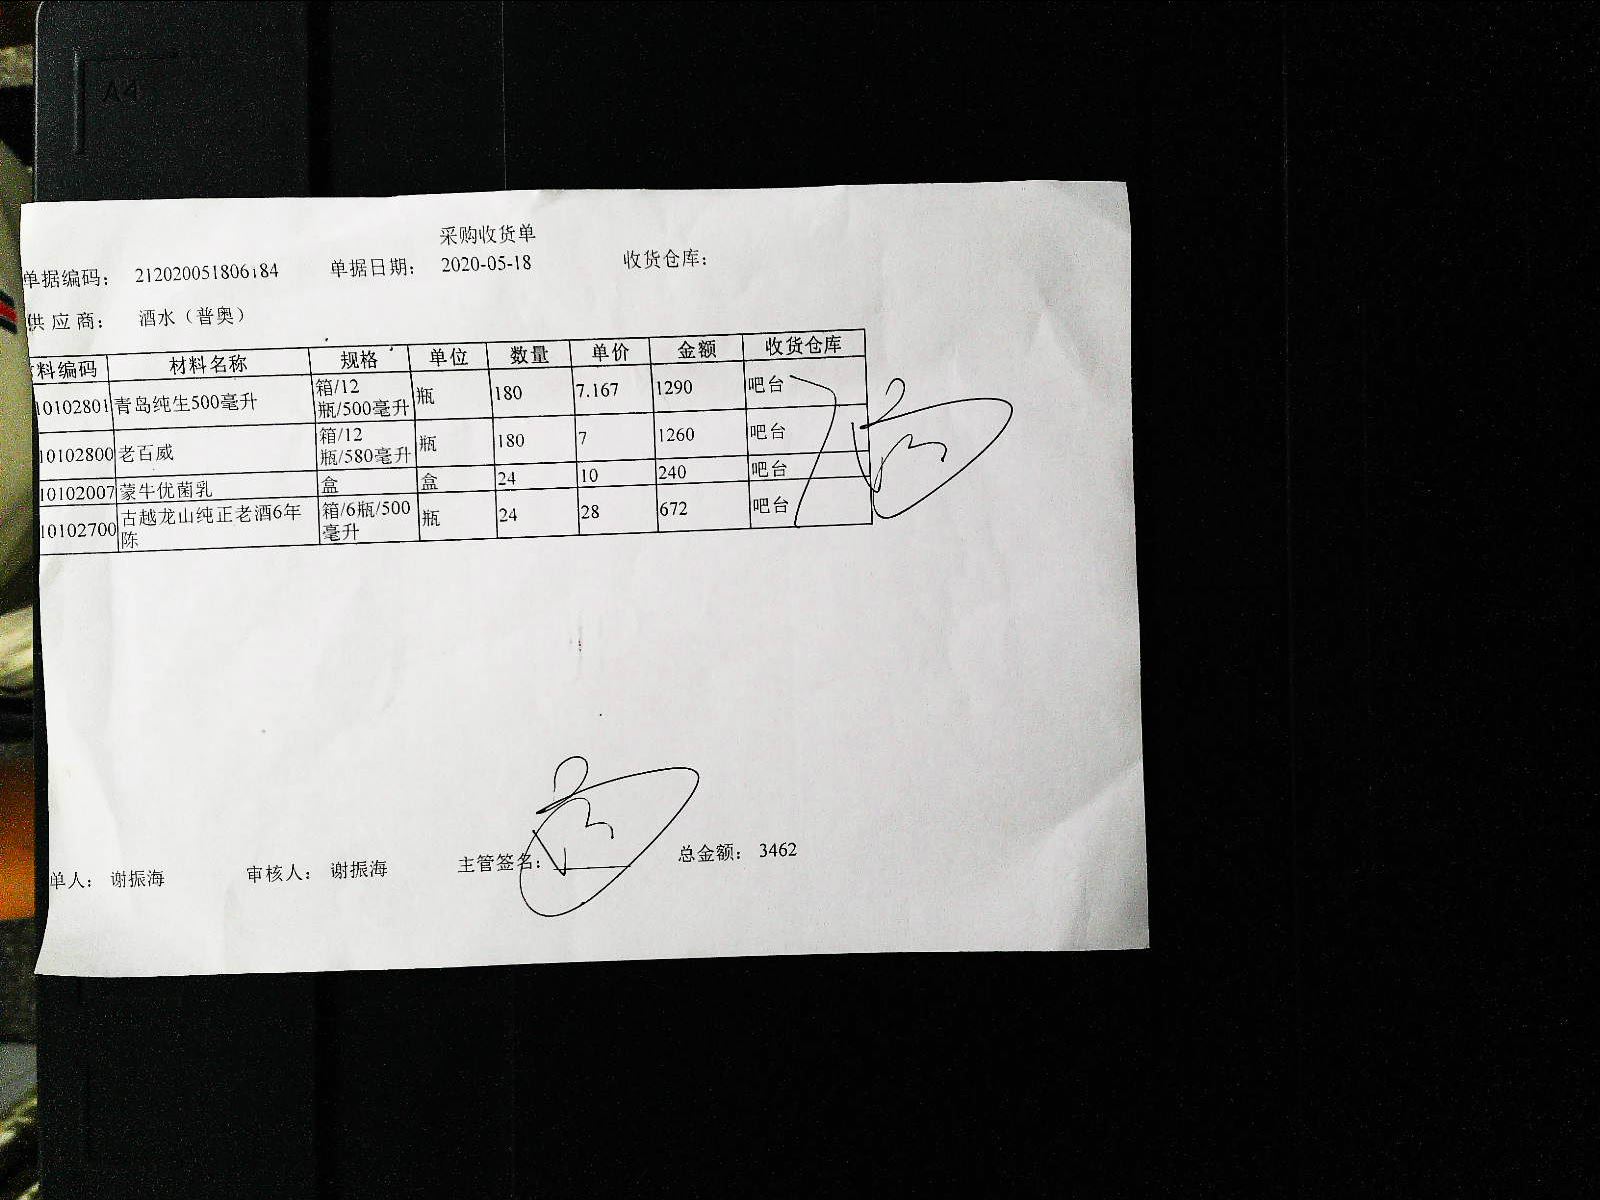 A4
采购收货单
单据编码： 212020051806184 单据日期： 2020-05-18 收货仓库：
供应商： 酒水（普奥）
料编码 材料名称 规格 单位 数量 单价 金额 收货仓库
10102801 青岛纯生500毫升 箱/12瓶/500毫升 瓶 180 7.167 1290 吧台
10102800 老百威 箱/12瓶/580毫升 瓶 180 7 1260 吧台
10102007 蒙牛优菌乳 盒 盒 24 10 240 吧台
10102700 古越龙山纯正老酒6年陈 箱/6瓶/500毫升 瓶 24 28 672 吧台
单人： 谢振海 审核人： 谢振海 主管签名： 总金额： 3462